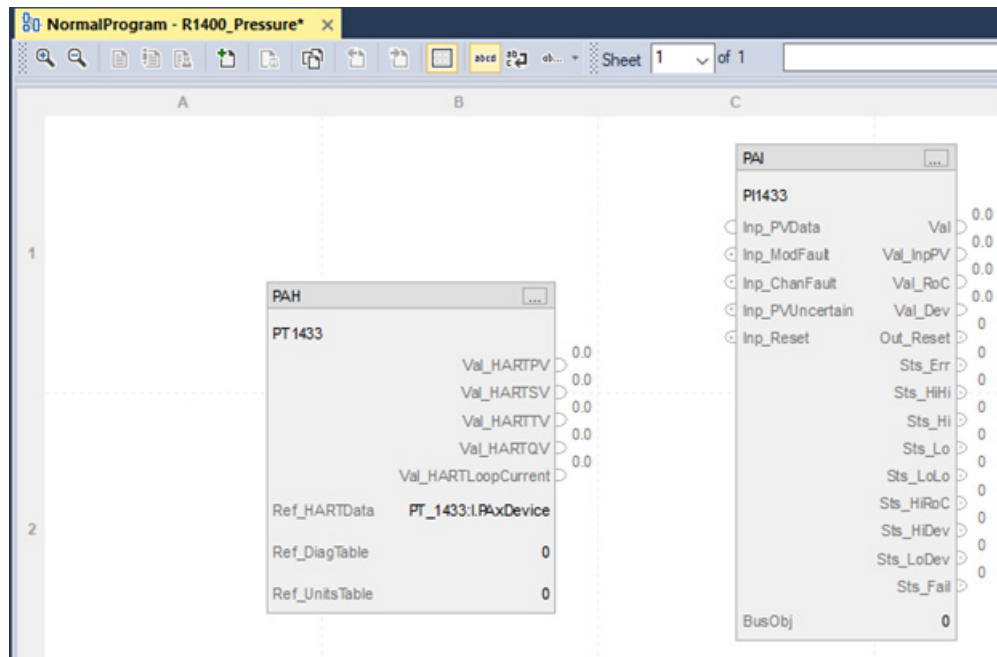 NormalProgram - R1400_Pressure*
abcd
Sheet 1 of 1
A B C
1
2
PAH ...
PT1433
Val_HARTPV 0.0
Val_HARTSV 0.0
Val_HARTTV 0.0
Val_HARTQV 0.0
Val_HARTLoopCurrent 0.0
Ref_HARTData PT_1433:I.PAxDevice
Ref_DiagTable 0
Ref_UnitsTable 0
PAI ...
PI1433
Inp_PVData Val 0.0
Inp_ModFault Val_InpPV 0.0
Inp_ChanFault Val_RoC 0.0
Inp_PVUncertain Val_Dev 0.0
Inp_Reset Out_Reset 0
Sts_Err 0
Sts_HiHi 0
Sts_Hi 0
Sts_Lo 0
Sts_LoLo 0
Sts_HiRoC 0
Sts_HiDev 0
Sts_LoDev 0
Sts_Fail 0
BusObj 0